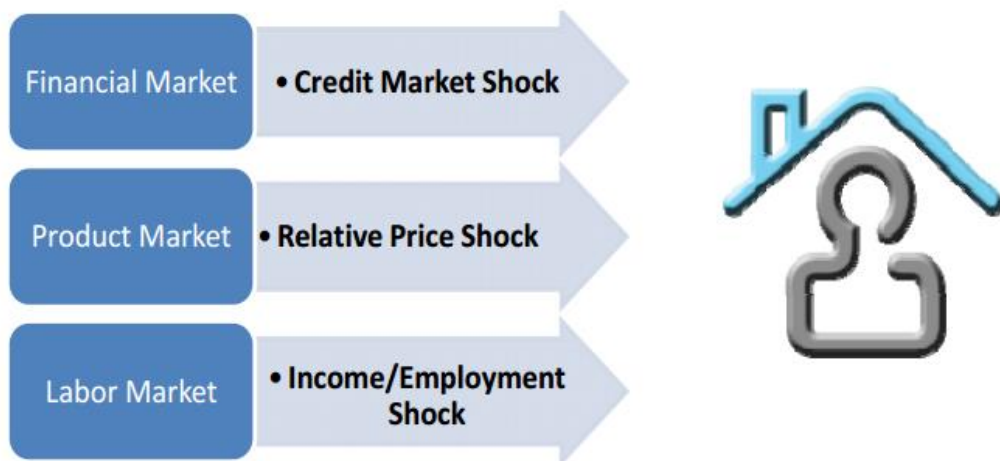 Financial Market
• Credit Market Shock
Product Market
• Relative Price Shock
Labor Market
• Income/Employment
Shock